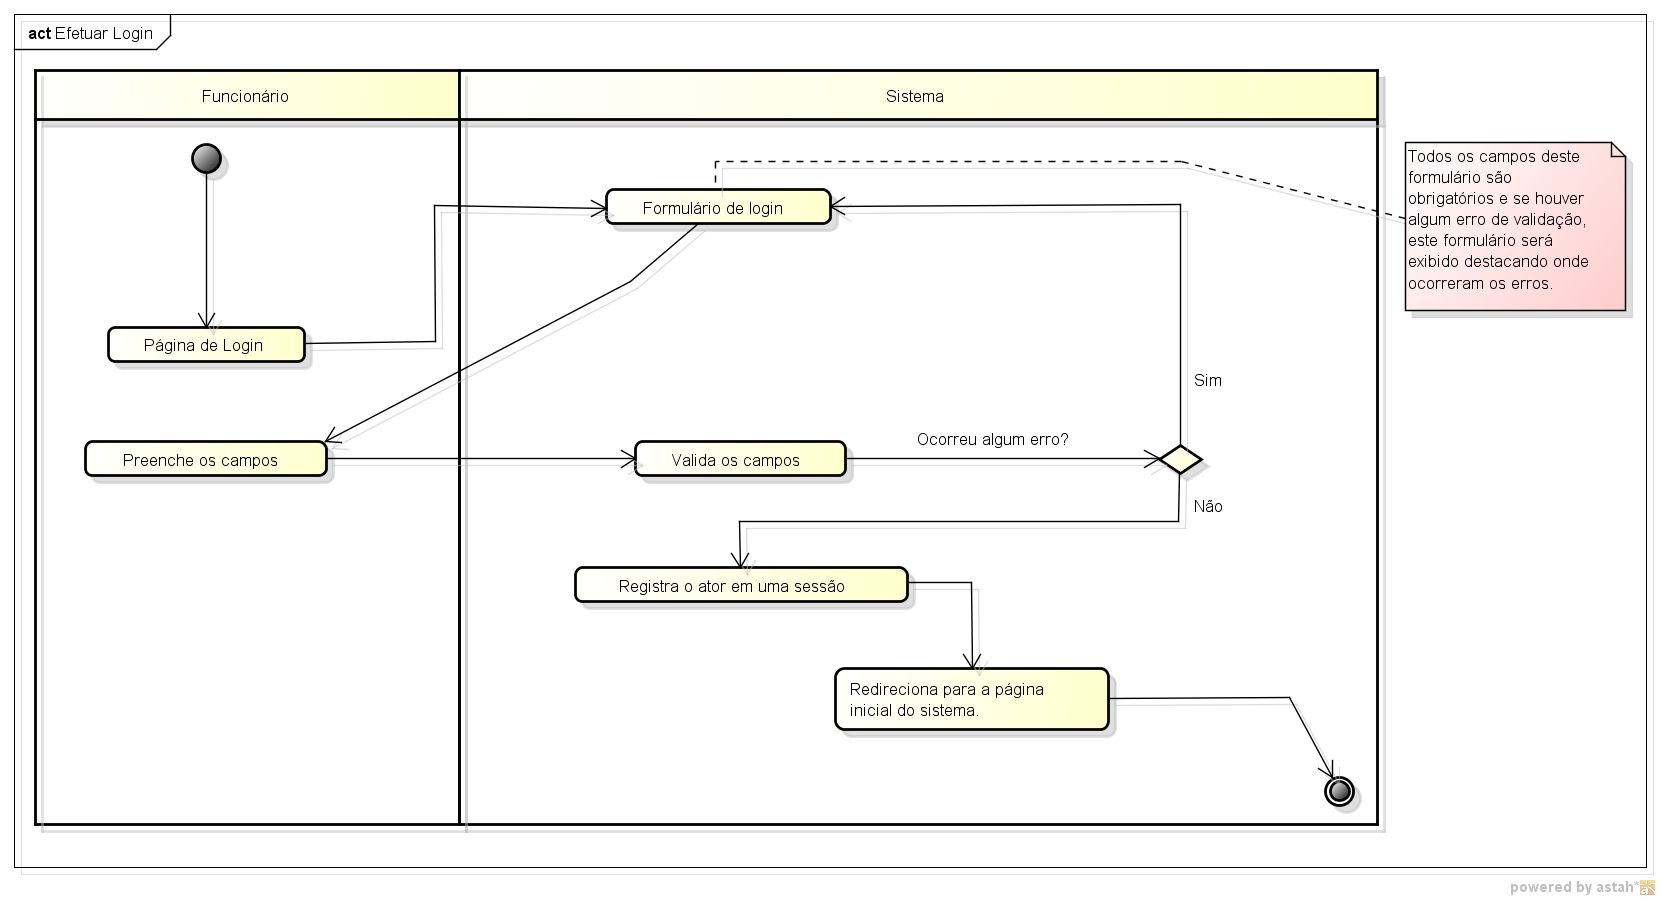 act Efetuar Login
Funcionário
Sistema
Todos os campos deste
formulário são
obrigatórios e se houver
algum erro de validação,
este formulário será
exibido destacando onde
ocorreram os erros.
Formulário de login
Página de Login
Sim
Preenche os campos
Valida os campos
Ocorreu algum erro?
Não
Registra o ator em uma sessão
Redireciona para a página
inicial do sistema.
powered by astah*